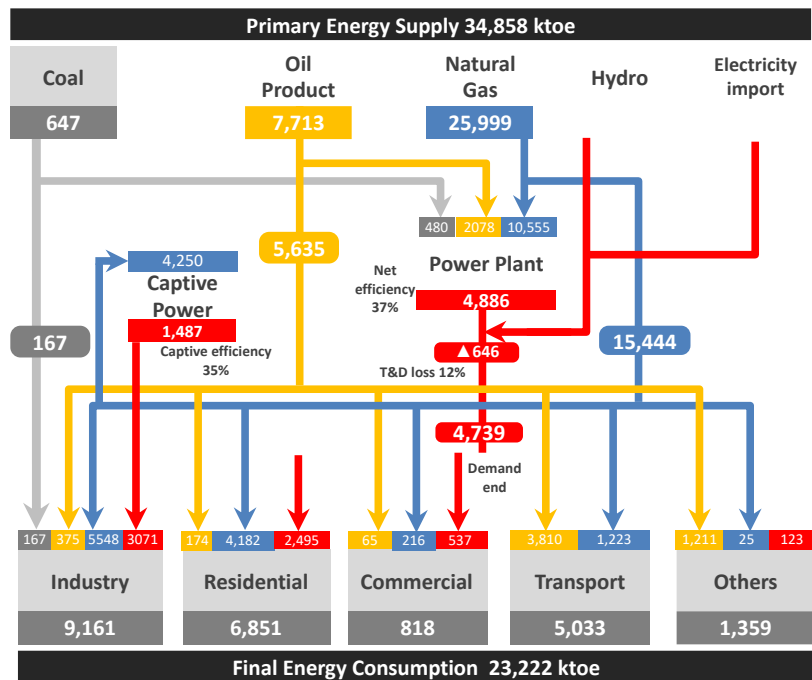 Primary Energy Supply 34,858 ktoe
Coal
Oil
Product
Natural
Gas
Hydro
Electricity
import
647
7,713
25,999
480
2078
10,555
5,635
4,250
Captive
Power
1,487
Captive efficiency
35%
Net
efficiency
37%
Power Plant
4,886
167
15,444
▲646
T&D loss 12%
4,739
Demand
end
167
375
5548
3071
174
4,182
2,495
65
216
537
3,810
1,223
1,211
25
123
Industry
Residential
Commercial
Transport
Others
9,161
6,851
818
5,033
1,359
Final Energy Consumption 23,222 ktoe